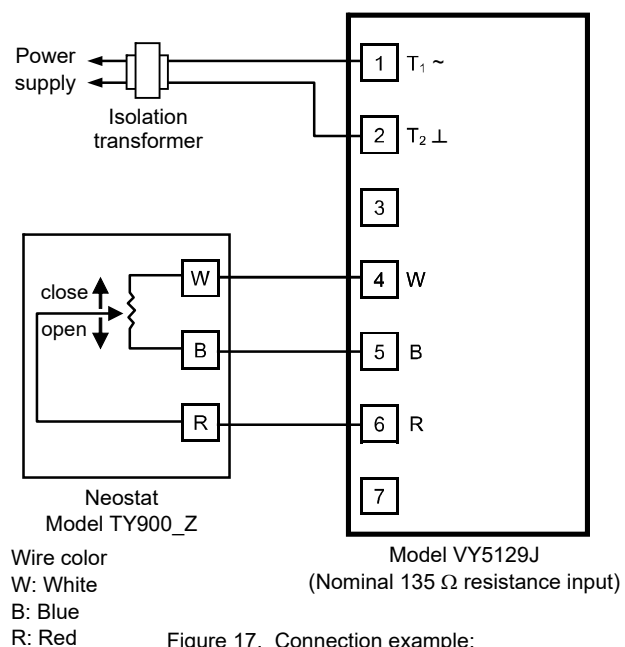 Power
supply
Isolation
transformer
1 T₁ ~
2 T₂ ⊥
3
close
open
W
4 W
B
5 B
R
6 R
7
Neostat
Model TY900_Z
Model VY5129J
(Nominal 135 Ω resistance input)
Wire color
W: White
B: Blue
R: Red
Figure 17. Connection example: